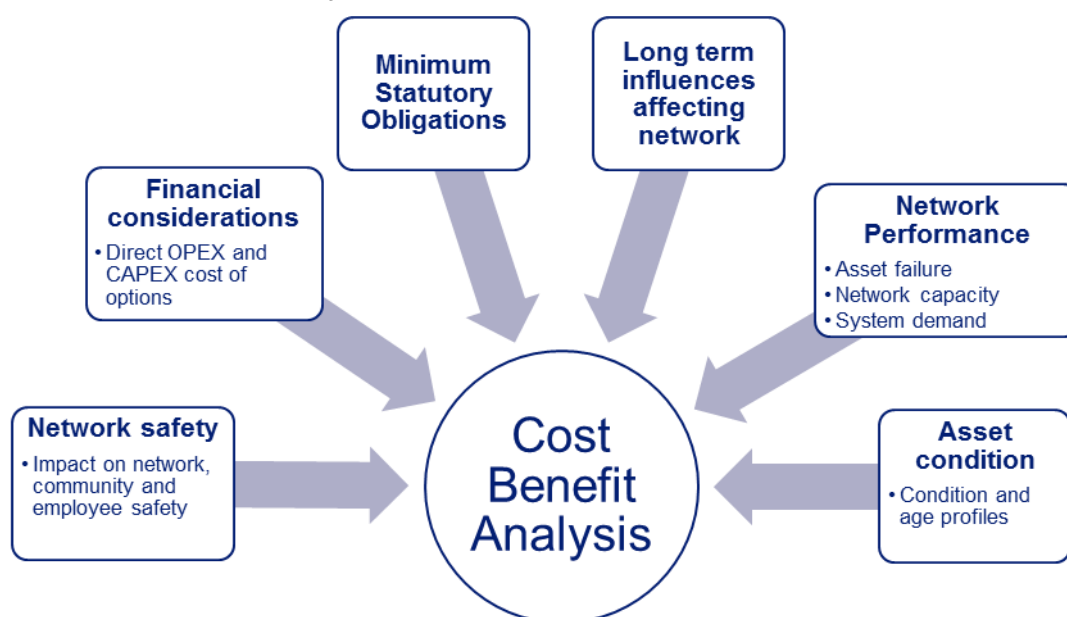 Minimum
Statutory
Obligations
Long term
influences
affecting
network
Financial
considerations
• Direct OPEX and
CAPEX cost of
options
Network
Performance
• Asset failure
• Network capacity
• System demand
Network safety
• Impact on network,
community and
employee safety
Cost
Benefit
Analysis
Asset
condition
• Condition and
age profiles